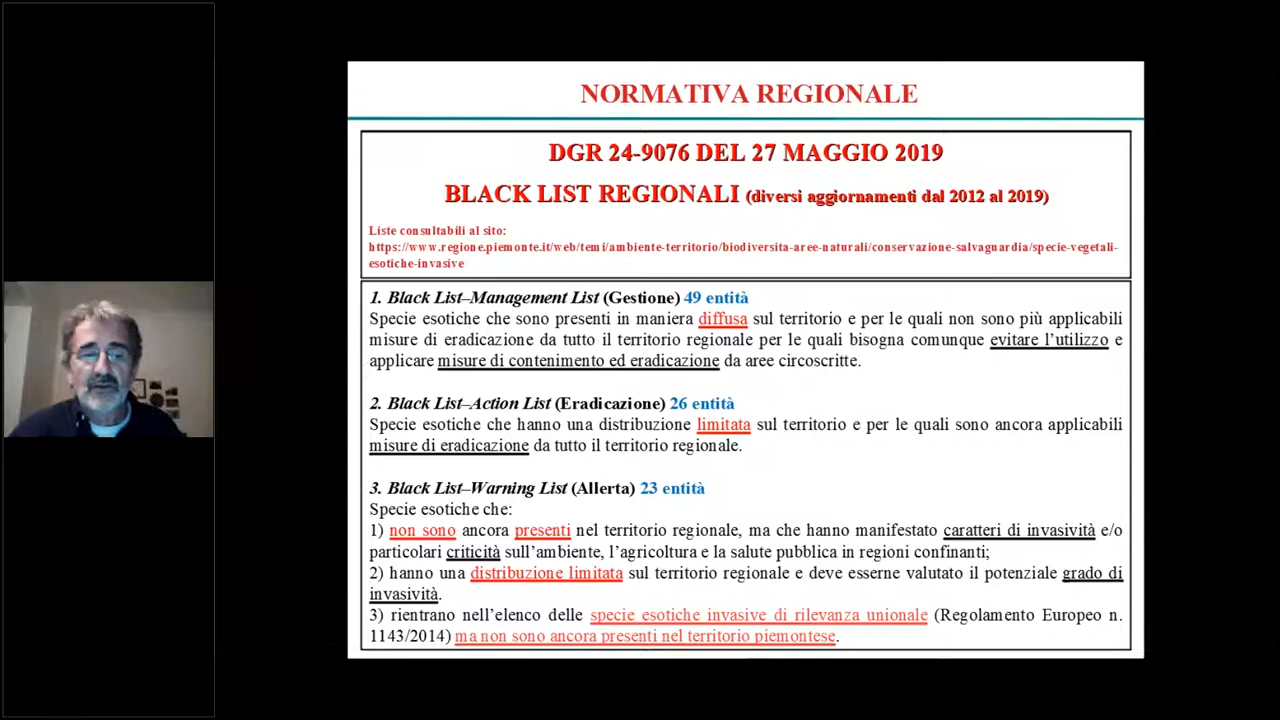 NORMATIVA REGIONALE
DGR 24-9076 DEL 27 MAGGIO 2019
BLACK LIST REGIONALI (diversi aggiornamenti dal 2012 al 2019)
Liste consultabili al sito:
https://www.regione.piemonte.it/web/temi/ambiente-territorio/biodiversita-aree-naturali/conservazione-salvaguardia/specie-vegetali-
esotiche-invasive
1. Black List–Management List (Gestione) 49 entità
Specie esotiche che sono presenti in maniera diffusa sul territorio e per le quali non sono più applicabili
misure di eradicazione da tutto il territorio regionale per le quali bisogna comunque evitare l’utilizzo e
applicare misure di contenimento ed eradicazione da aree circoscritte.
2. Black List–Action List (Eradicazione) 26 entità
Specie esotiche che hanno una distribuzione limitata sul territorio e per le quali sono ancora applicabili
misure di eradicazione da tutto il territorio regionale.
3. Black List–Warning List (Allerta) 23 entità
Specie esotiche che:
1) non sono ancora presenti nel territorio regionale, ma che hanno manifestato caratteri di invasività e/o
particolari criticità sull’ambiente, l’agricoltura e la salute pubblica in regioni confinanti;
2) hanno una distribuzione limitata sul territorio regionale e deve esserne valutato il potenziale grado di
invasività.
3) rientrano nell’elenco delle specie esotiche invasive di rilevanza unionale (Regolamento Europeo n.
1143/2014) ma non sono ancora presenti nel territorio piemontese.